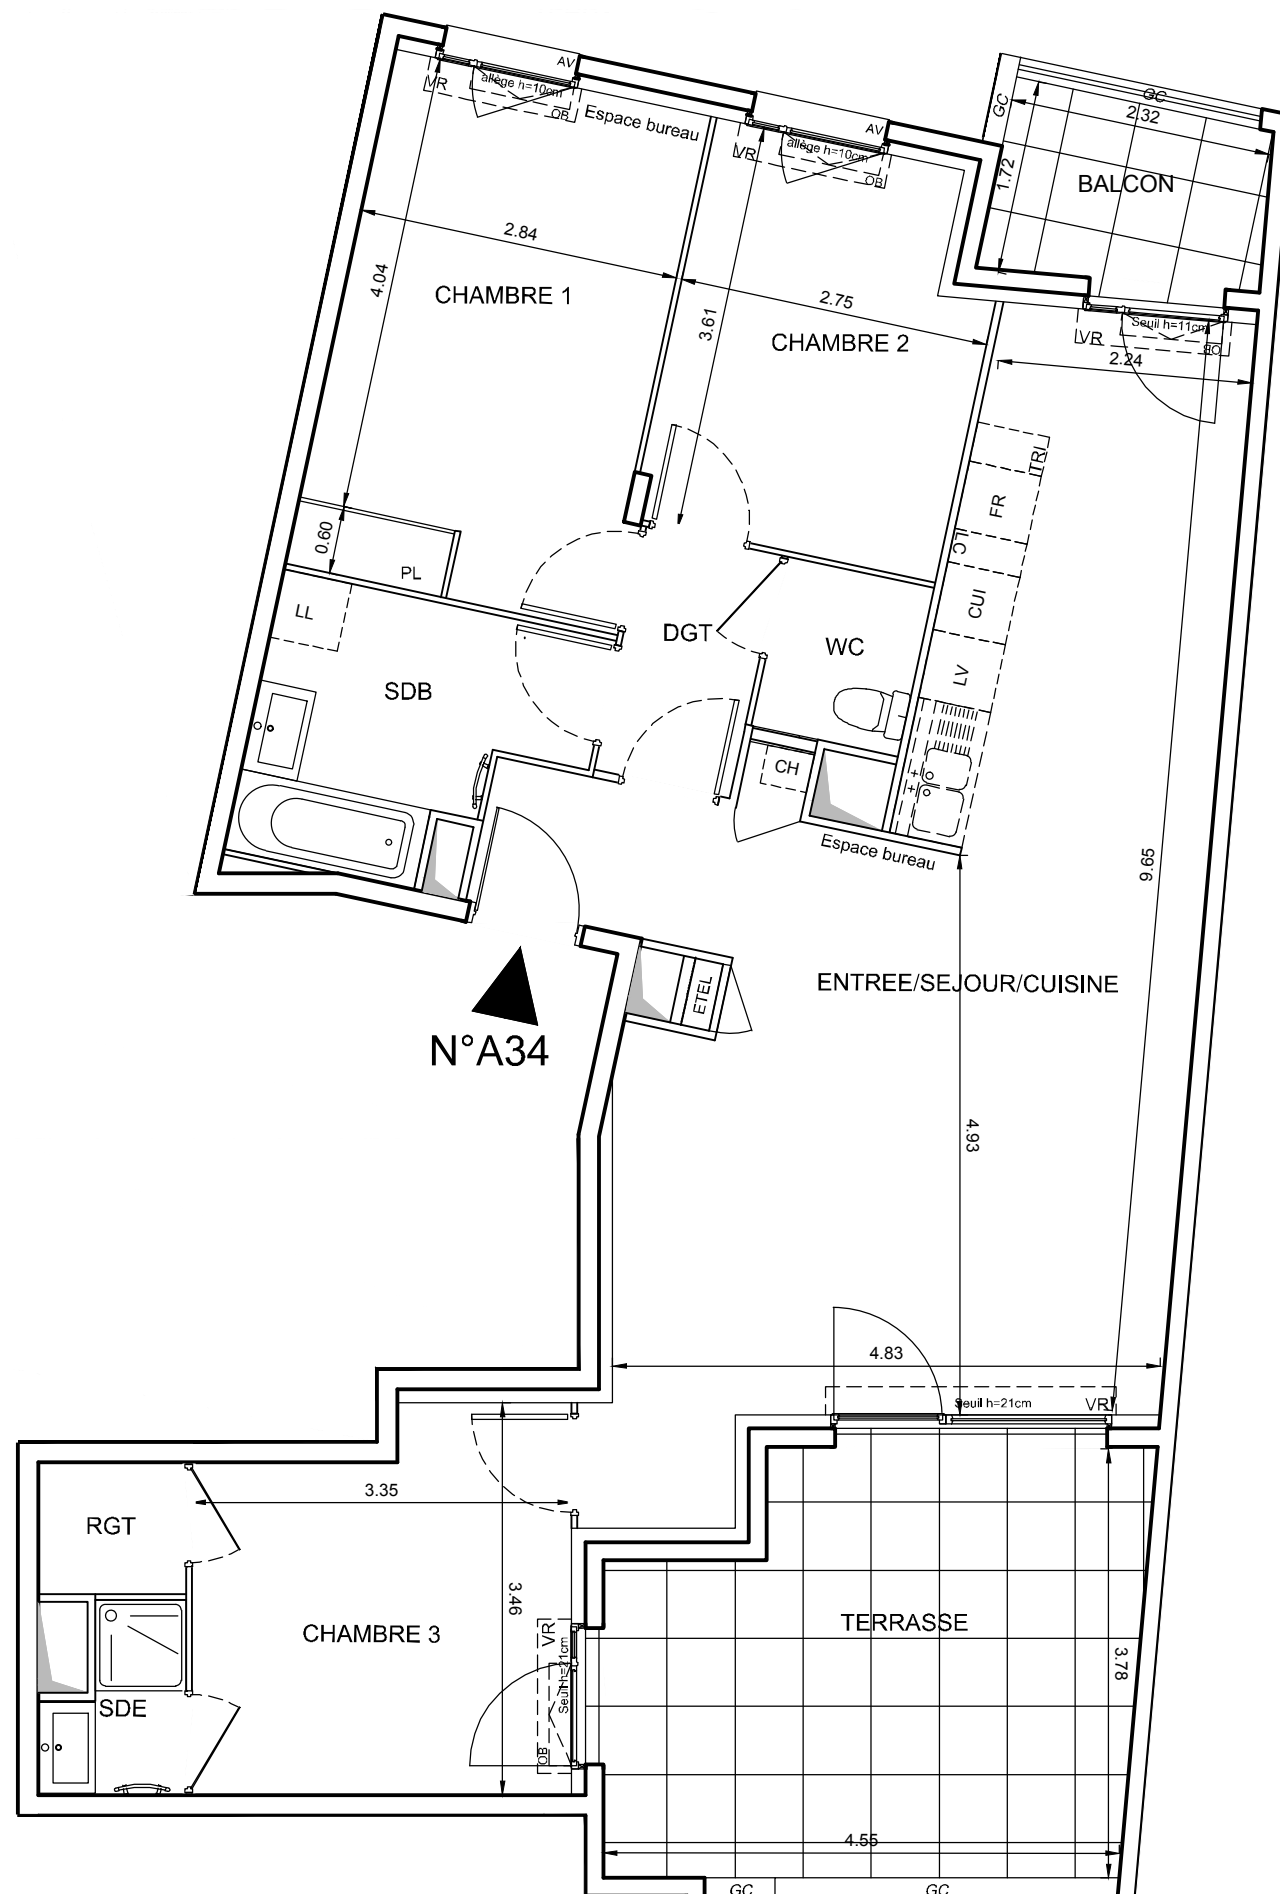 AV
VR
allège h=10cm
OB
Espace bureau
AV
VR
allège h=10cm
OB
GC
GC
2.32
1.72
BALCON
2.84
4.04
CHAMBRE 1
2.75
3.61
CHAMBRE 2
VR
Seuil h=11cm
OB
2.24
TRI
FR
LC
CUI
LV
0.60
PL
LL
SDB
DGT
WC
CH
Espace bureau
9.65
ETEL
ENTREE/SEJOUR/CUISINE
N°A34
4.93
4.83
Seuil h=21cm
VR
3.35
RGT
3.46
CHAMBRE 3
VR
Seuil h=21cm
OB
TERRASSE
3.78
SDE
4.55
GC
GC